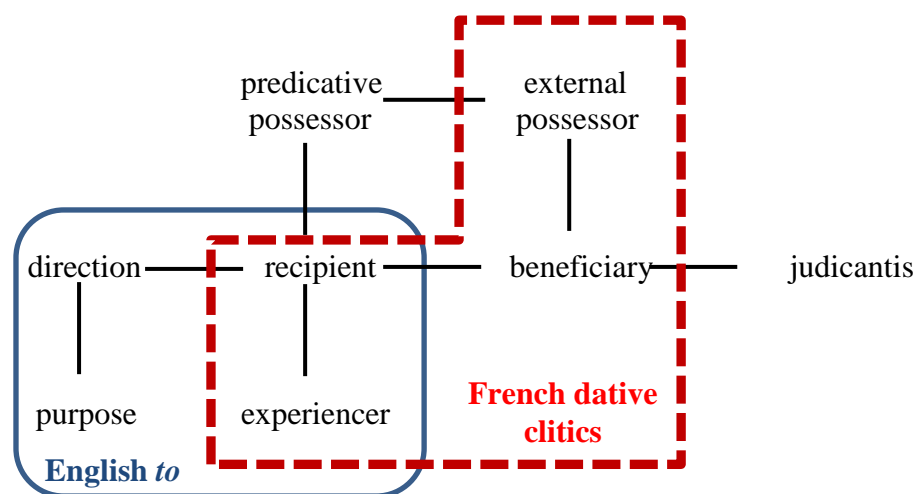 predicative
possessor
external
possessor
direction
recipient
beneficiary
judicantis
purpose
experiencer
French dative
clitics
English to